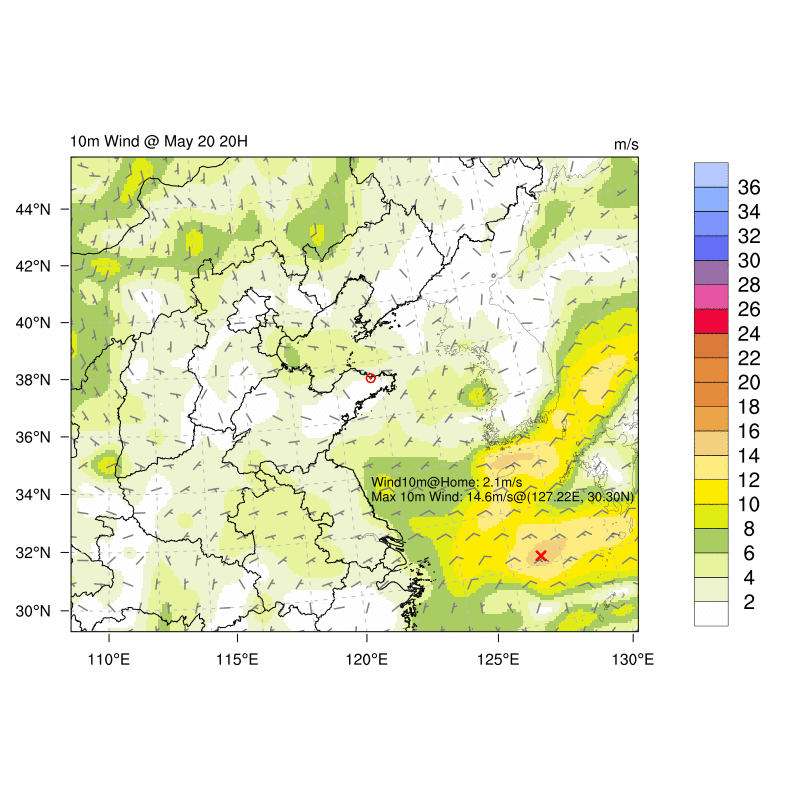 10m Wind @ May 20 20H
m/s
44°N
42°N
40°N
38°N
36°N
34°N
32°N
30°N
110°E
115°E
120°E
125°E
130°E
Wind10m@Home: 2.1m/s
Max 10m Wind: 14.6m/s@(127.22E, 30.30N)
36
34
32
30
28
26
24
22
20
18
16
14
12
10
8
6
4
2